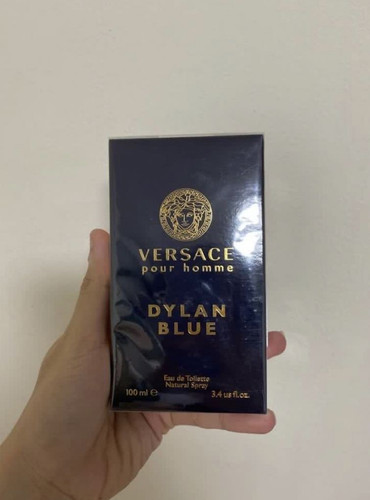 VERSACE
pour homme
DYLAN
BLUE
Eau de Toilette
Natural Spray
100 ml ℮ 3.4 us fl.oz.